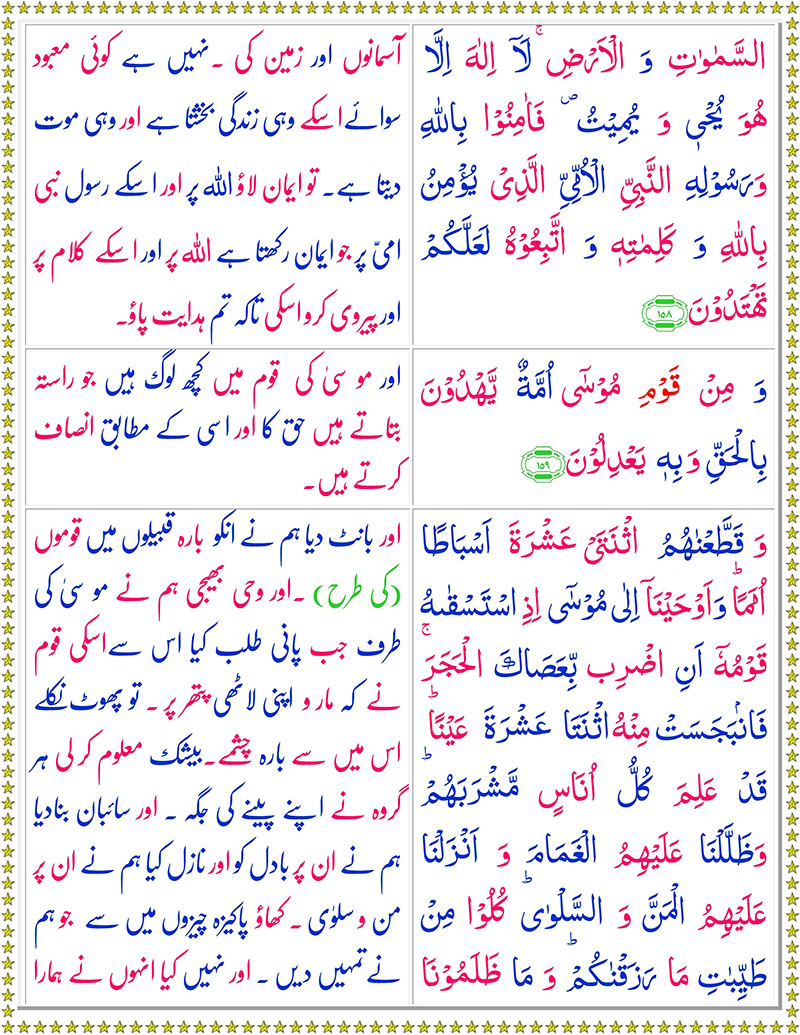 السَّمٰوٰتِ وَ الْاَرْضِ ۚ لَاۤ اِلٰهَ اِلَّا
هُوَ یُحْیٖ وَ یُمِیْتُ ۪ فَاٰمِنُوْا بِاللّٰهِ
وَرَسُوْلِهِ النَّبِیِّ الْاُمِّیِّ الَّذِیْ یُؤْمِنُ
بِاللّٰهِ وَ كَلِمٰتِهٖ وَ اتَّبِعُوْهُ لَعَلَّكُمْ
تَهْتَدُوْنَ ﴿۱۵۸﴾
آسمانوں اور زمین کی ۔ نہیں ہے کوئی معبود
سوائے اسکے وہی زندگی بخشتا ہے اور وہی موت
دیتا ہے۔ تو ایمان لاؤ اللہ پر اور اسکے رسول نبی
امیّ پر جو ایمان رکھتا ہے اللہ پر اور اسکے کلام پر
اور پیروی کرو اسکی تاکہ تم ہدایت پاؤ۔
وَ مِنْ قَوْمِ مُوْسٰۤی اُمَّةٌ یَّهْدُوْنَ
بِالْحَقِّ وَبِهٖ یَعْدِلُوْنَ ﴿۱۵۹﴾
اور مو سیٰ کی قوم میں کچھ لوگ ہیں جو راستہ
بتاتے ہیں حق کا اور اسی کے مطابق انصاف
کرتے ہیں۔
وَ قَطَّعْنٰهُمُ اثْنَتَیْ عَشْرَةَ اَسْبَاطًا
اُمَمًا ؕ وَاَوْحَیْنَاۤ اِلٰی مُوْسٰۤی اِذِ اسْتَسْقٰىهُ
قَوْمُهٗۤ اَنِ اضْرِب بِّعَصَاكَ الْحَجَرَ ۚ
فَانْۢبَجَسَتْ مِنْهُ اثْنَتَا عَشْرَةَ عَیْنًا ؕ
قَدْ عَلِمَ كُلُّ اُنَاسٍ مَّشْرَبَهُمْ ؕ
وَظَلَّلْنَا عَلَیْهِمُ الْغَمَامَ وَ اَنْزَلْنَا
عَلَیْهِمُ الْمَنَّ وَ السَّلْوٰی ؕ كُلُوْا مِنْ
طَیِّبٰتِ مَا رَزَقْنٰكُمْ ؕ وَ مَا ظَلَمُوْنَا
اور بانٹ دیا ہم نے انکو بارہ قبیلوں میں قوموں
(کی طرح) ۔ اور وحی بھیجی ہم نے مو سیٰ کی
طرف جب پانی طلب کیا اس سے اسکی قوم
نے کہ مار و اپنی لاٹھی پتھر پر ۔ تو پھوٹ نکلے
اس میں سے بارہ چشمے۔ بیشک معلوم کر لی ہر
گروہ نے اپنے پینے کی جگہ ۔ اور سائبان بنادیا
ہم نے ان پر بادل کو اور نازل کیا ہم نے ان پر
من و سلوٰی ۔ کھاؤ پاکیزہ چیزوں میں سے جو ہم
نے تمہیں دیں ۔ اور نہیں کیا انہوں نے ہمارا